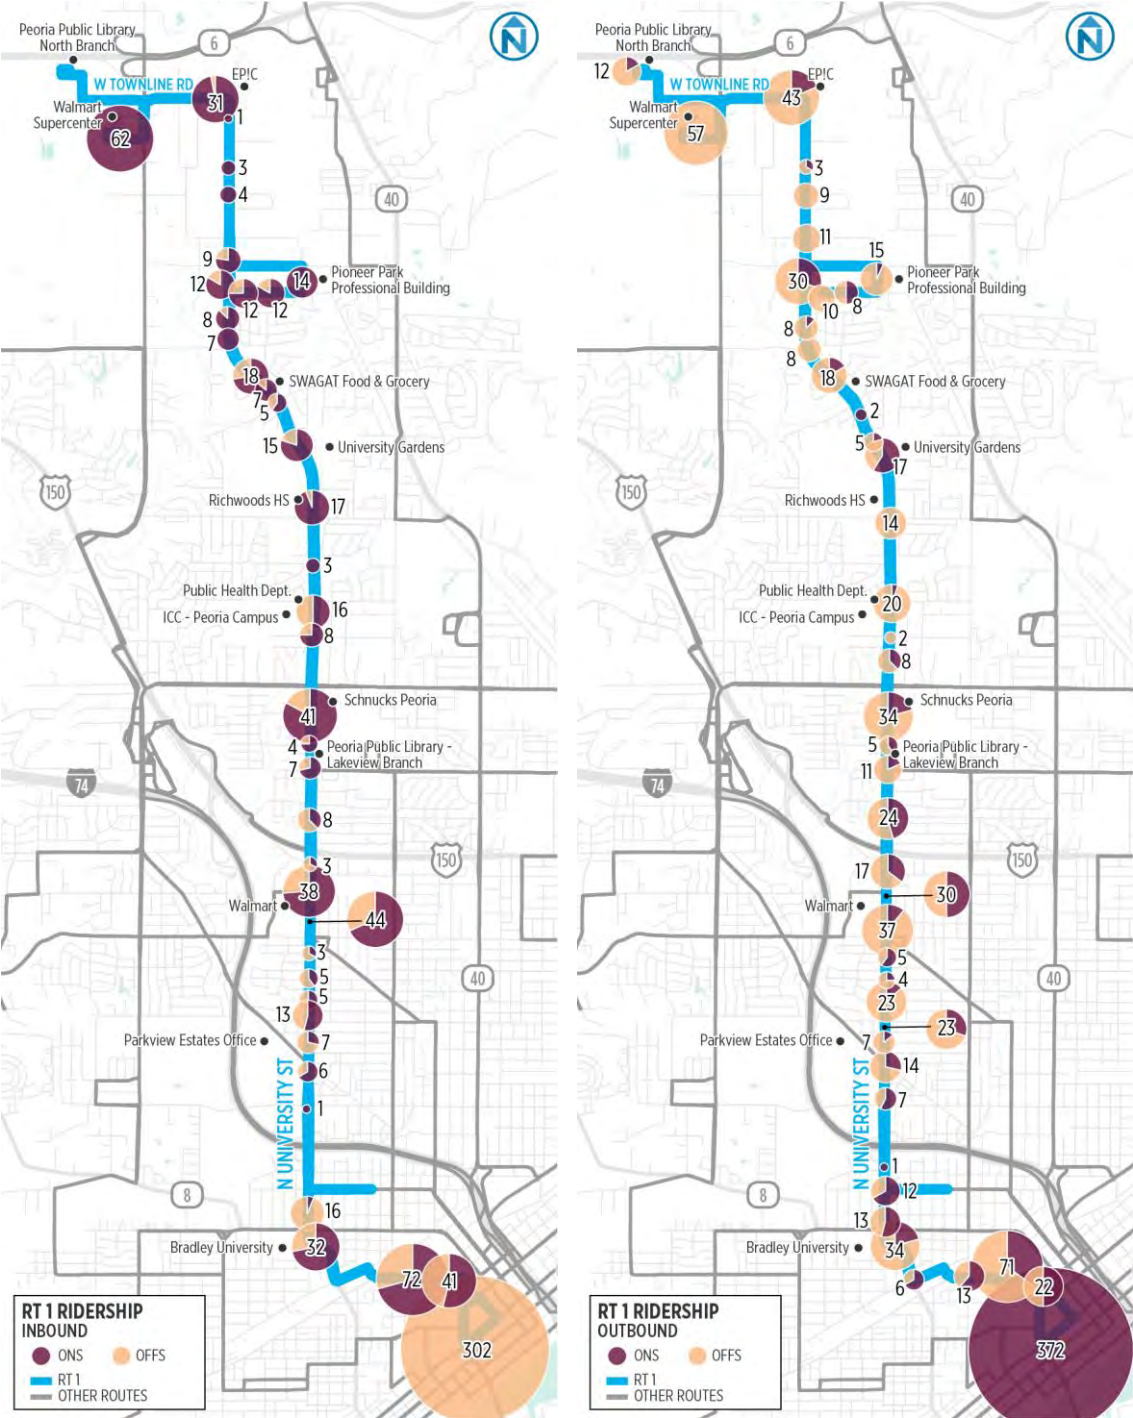 Peoria Public Library
North Branch
6
N
W TOWNLINE RD
EP!C
31
Walmart
Supercenter
1
62
3
4
40
9
12
14
Pioneer Park
Professional Building
12
12
8
7
18
SWAGAT Food & Grocery
7
5
15
University Gardens
150
Richwoods HS
17
3
Public Health Dept.
16
ICC - Peoria Campus
8
Schnucks Peoria
41
4
Peoria Public Library -
Lakeview Branch
7
74
8
150
3
38
Walmart
44
3
5
40
5
13
Parkview Estates Office
7
6
N UNIVERSITY ST
1
8
16
Bradley University
32
72
41
302
RT 1 RIDERSHIP
INBOUND
ONS
OFFS
RT 1
OTHER ROUTES
Peoria Public Library
North Branch
6
N
12
W TOWNLINE RD
EP!C
43
Walmart
Supercenter
57
3
9
40
11
15
30
Pioneer Park
Professional Building
10
8
8
8
18
SWAGAT Food & Grocery
2
5
University Gardens
17
150
Richwoods HS
14
Public Health Dept.
20
ICC - Peoria Campus
2
8
Schnucks Peoria
34
5
Peoria Public Library -
Lakeview Branch
11
74
24
150
17
30
Walmart
37
5
4
40
23
23
Parkview Estates Office
7
14
N UNIVERSITY ST
7
1
8
12
13
Bradley University
34
6
13
71
22
372
RT 1 RIDERSHIP
OUTBOUND
ONS
OFFS
RT 1
OTHER ROUTES